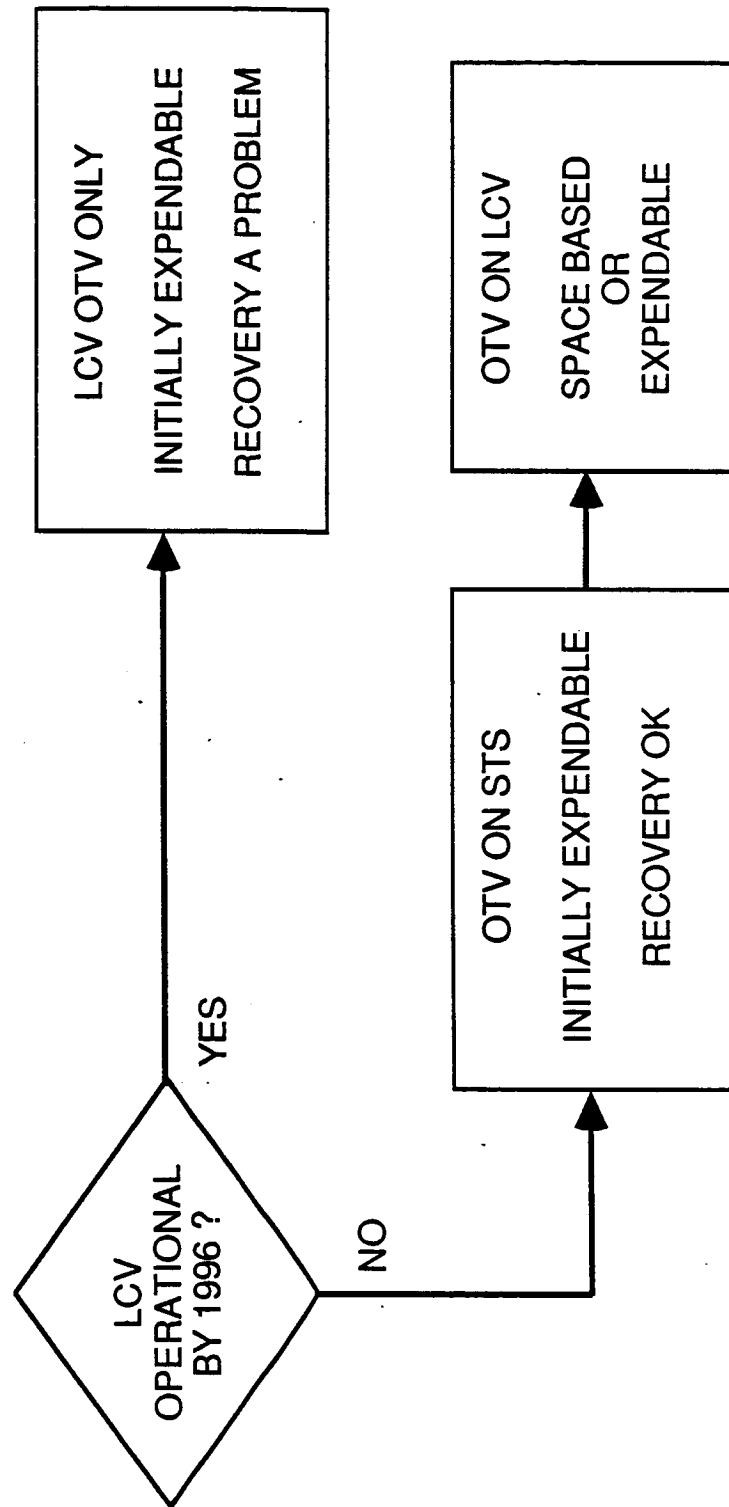 LCV
OPERATIONAL
BY 1996 ?
YES
LCV OTV ONLY
INITIALLY EXPENDABLE
RECOVERY A PROBLEM
NO
OTV ON STS
INITIALLY EXPENDABLE
RECOVERY OK
OTV ON LCV
SPACE BASED
OR
EXPENDABLE